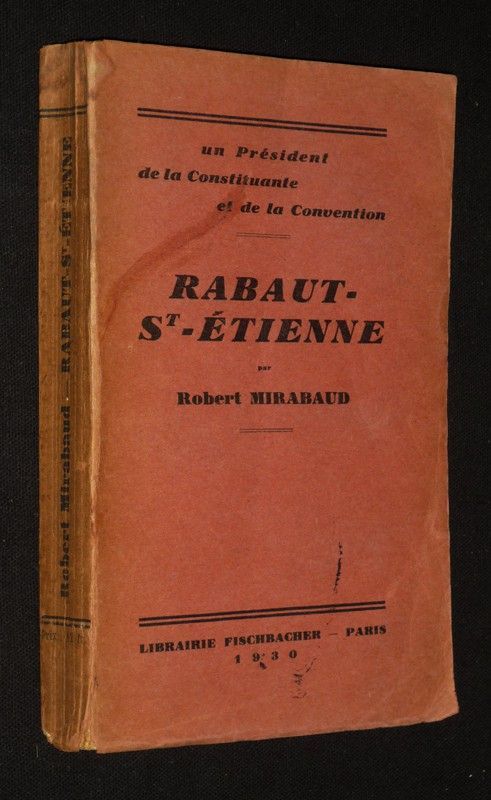 un Président
de la Constituante
et de la Convention
RABAUT-
ST-ÉTIENNE
par
Robert MIRABAUD
LIBRAIRIE FISCHBACHER – PARIS
1930
Robert Mirabaud — RABAUT-ST-ÉTIENNE